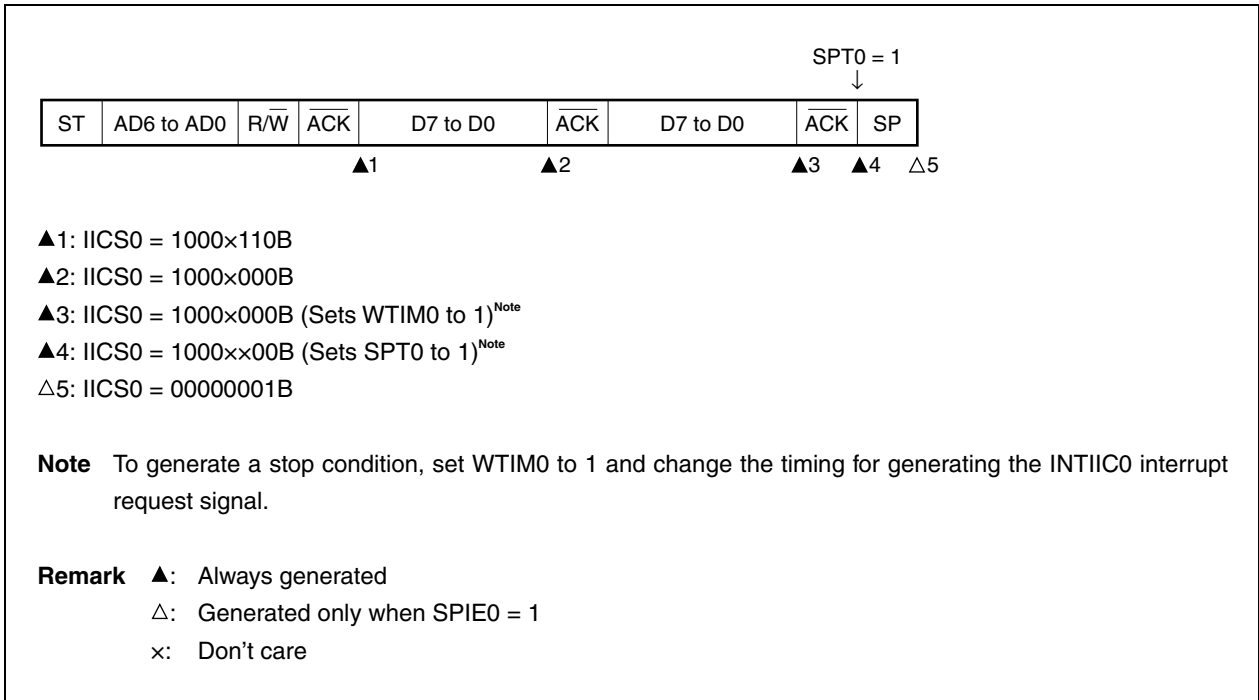 SPT0 = 1
↓
ST AD6 to AD0 R/W̅ A̅C̅K̅ D7 to D0 A̅C̅K̅ D7 to D0 A̅C̅K̅ SP
▲1 ▲2 ▲3 ▲4 △5
▲1: IICS0 = 1000×110B
▲2: IICS0 = 1000×000B
▲3: IICS0 = 1000×000B (Sets WTIM0 to 1)Note
▲4: IICS0 = 1000××00B (Sets SPT0 to 1)Note
△5: IICS0 = 00000001B
Note To generate a stop condition, set WTIM0 to 1 and change the timing for generating the INTIIC0 interrupt
request signal.
Remark ▲: Always generated
△: Generated only when SPIE0 = 1
×: Don't care